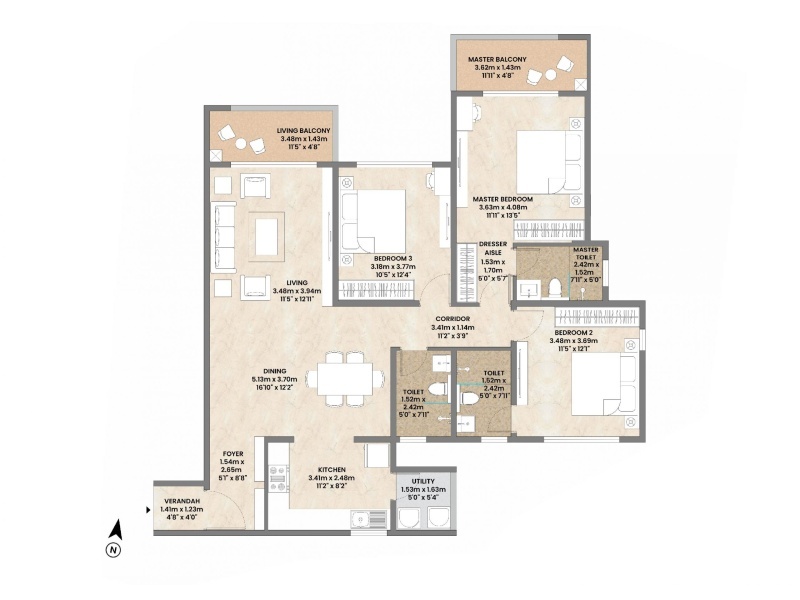 MASTER BALCONY
3.62m x 1.43m
11'11" x 4'8"
LIVING BALCONY
3.48m x 1.43m
11'5" x 4'8"
MASTER BEDROOM
3.63m x 4.08m
11'11" x 13'5"
BEDROOM 3
3.18m x 3.77m
10'5" x 12'4"
DRESSER
AISLE
1.53m x
1.70m
5'0" x 5'7"
MASTER
TOILET
2.42m x
1.52m
7'11" x 5'0"
LIVING
3.48m x 3.94m
11'5" x 12'11"
CORRIDOR
3.41m x 1.14m
11'2" x 3'9"
BEDROOM 2
3.48m x 3.69m
11'5" x 12'1"
DINING
5.13m x 3.70m
16'10" x 12'2"
TOILET
1.52m x
2.42m
5'0" x 7'11"
TOILET
1.52m x
2.42m
5'0" x 7'11"
FOYER
1.54m x
2.65m
5'1" x 8'8"
KITCHEN
3.41m x 2.48m
11'2" x 8'2"
UTILITY
1.53m x 1.63m
5'0" x 5'4"
VERANDAH
1.41m x 1.23m
4'8" x 4'0"
N